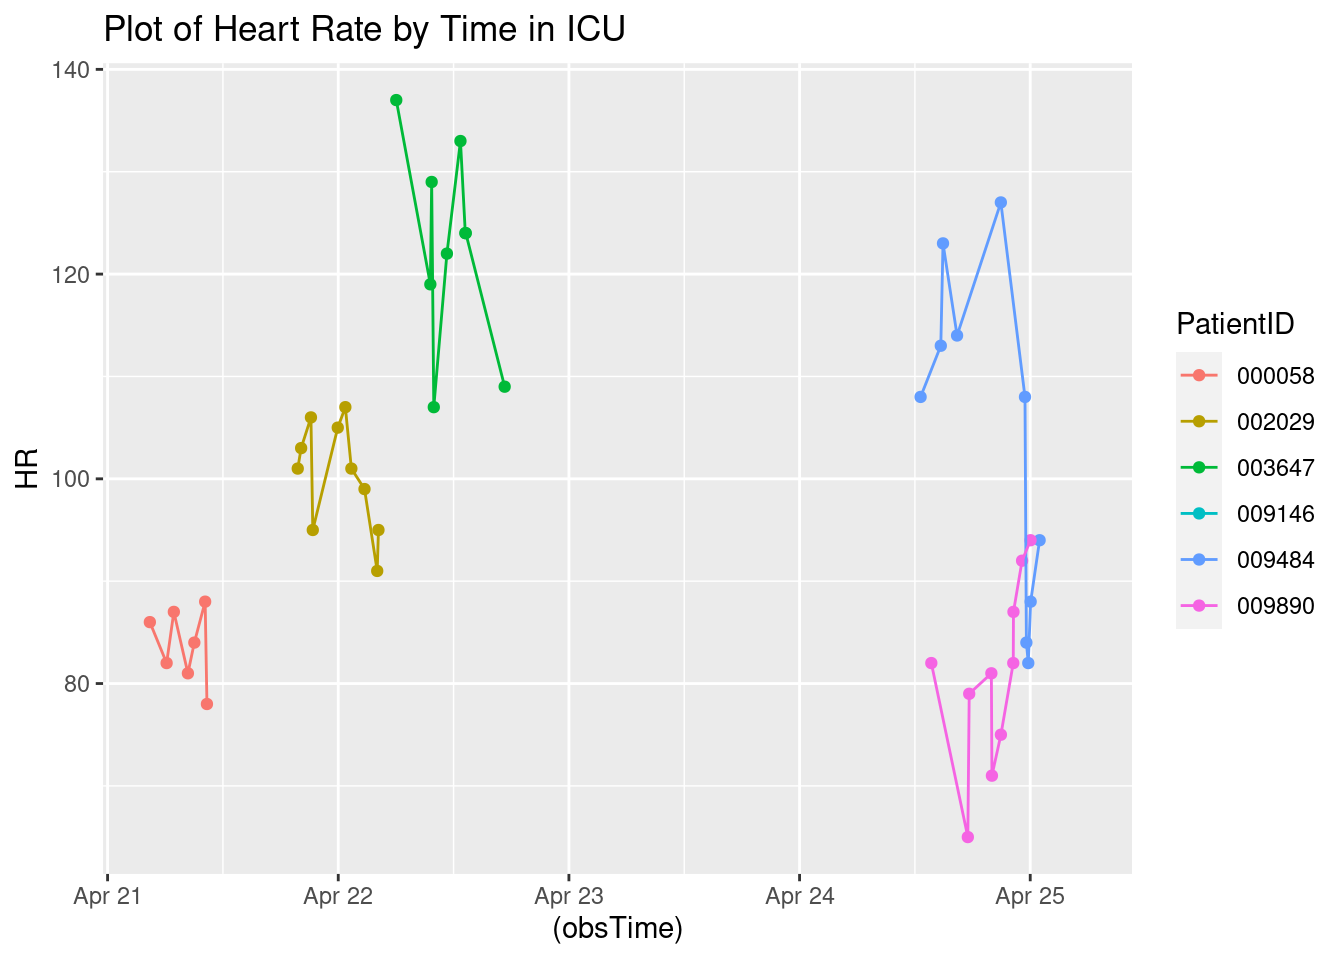 Plot of Heart Rate by Time in ICU
140
120
100
80
HR
Apr 21
Apr 22
Apr 23
Apr 24
Apr 25
(obsTime)
PatientID
000058
002029
003647
009146
009484
009890